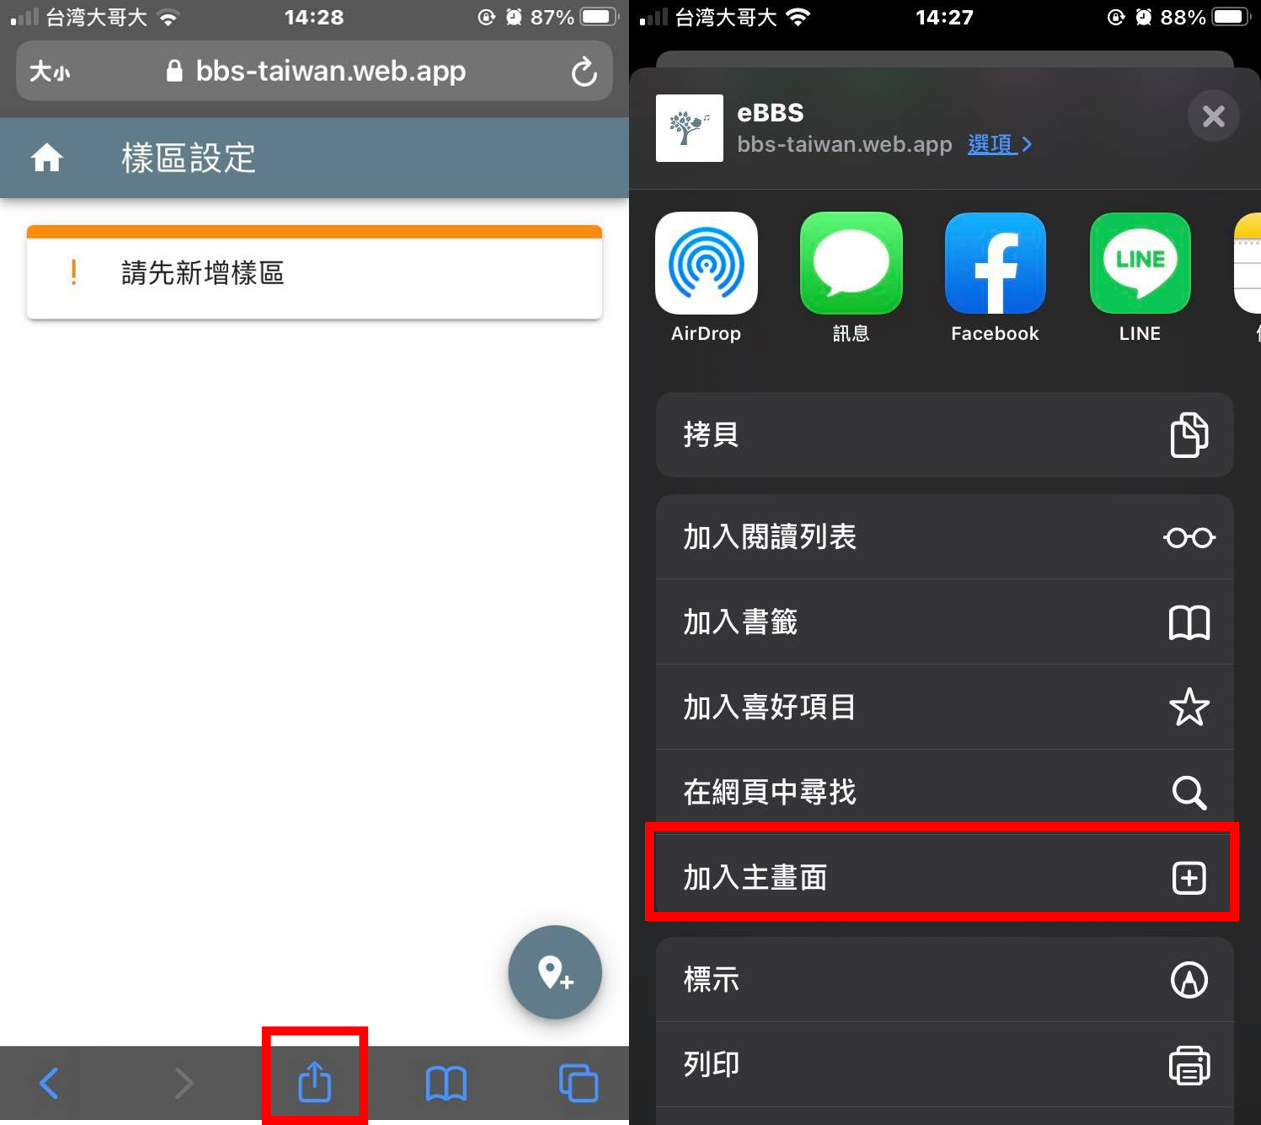 台湾大哥大 14:28 87%
大小 bbs-taiwan.web.app
樣區設定
! 請先新增樣區
台湾大哥大 14:27 88%
eBBS
bbs-taiwan.web.app 選項
LINE
AirDrop 訊息 Facebook LINE
拷貝
加入閱讀列表
加入書籤
加入喜好項目
在網頁中尋找
加入主畫面
標示
列印